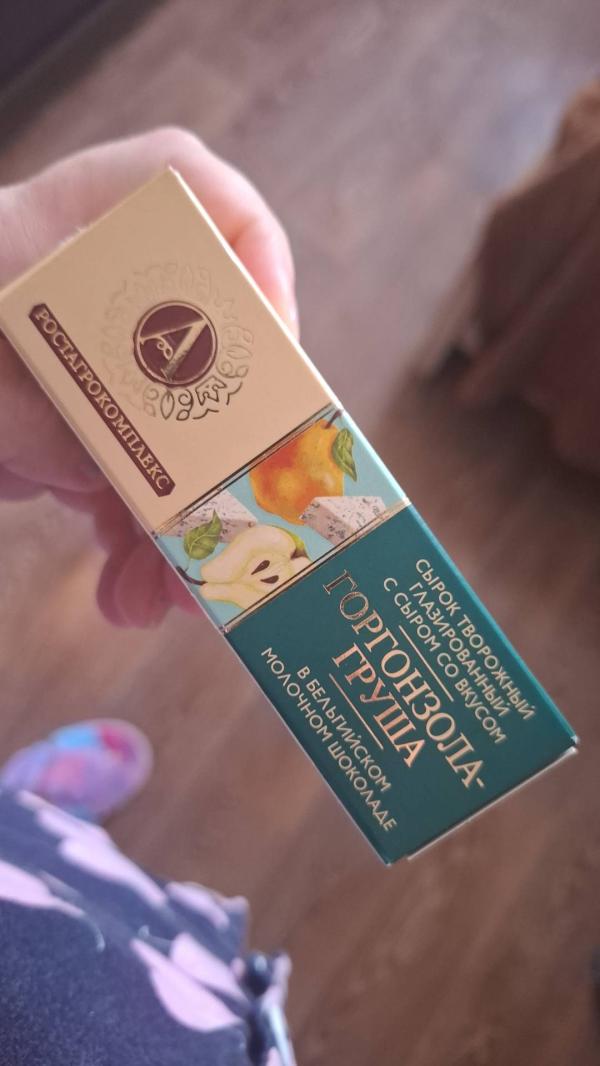 РОСТАГРОКОМПЛЕКС
СЫРОК ТВОРОЖНЫЙ
ГЛАЗИРОВАННЫЙ
С СЫРОМ СО ВКУСОМ
ГОРГОНЗОЛА-
ГРУША
В БЕЛЬГИЙСКОМ
МОЛОЧНОМ ШОКОЛАДЕ